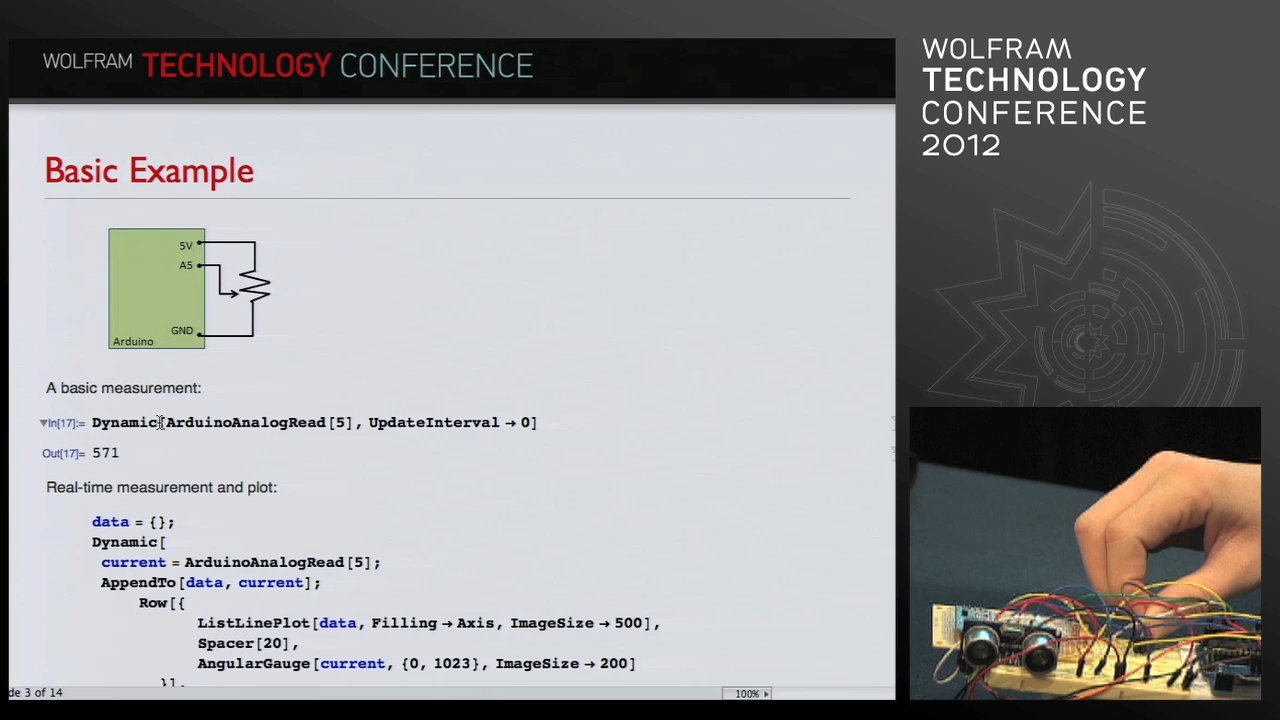 WOLFRAM TECHNOLOGY CONFERENCE
WOLFRAM
TECHNOLOGY
CONFERENCE
2012
Basic Example
5V
A5
GND
Arduino
A basic measurement:
In[17]:= Dynamic[ArduinoAnalogRead[5], UpdateInterval → 0]
Out[17]= 571
Real-time measurement and plot:
data = {};
Dynamic[
current = ArduinoAnalogRead[5];
AppendTo[data, current];
Row[{
ListLinePlot[data, Filling → Axis, ImageSize → 500],
Spacer[20],
AngularGauge[current, {0, 1023}, ImageSize → 200]
}],
de 3 of 14
100%